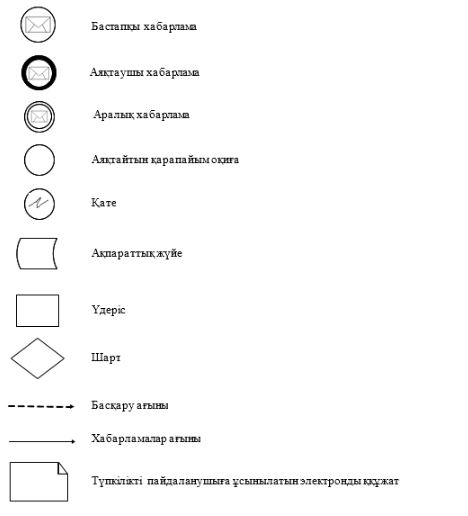 Бастапқы хабарлама
Аяқтаушы хабарлама
Аралық хабарлама
Аяқтайтын қарапайым оқиға
Қате
Ақпараттық жүйе
Үдеріс
Шарт
Басқару ағыны
Хабарламалар ағыны
Түпкілікті пайдаланушыға ұсынылатын электронды ққұжат